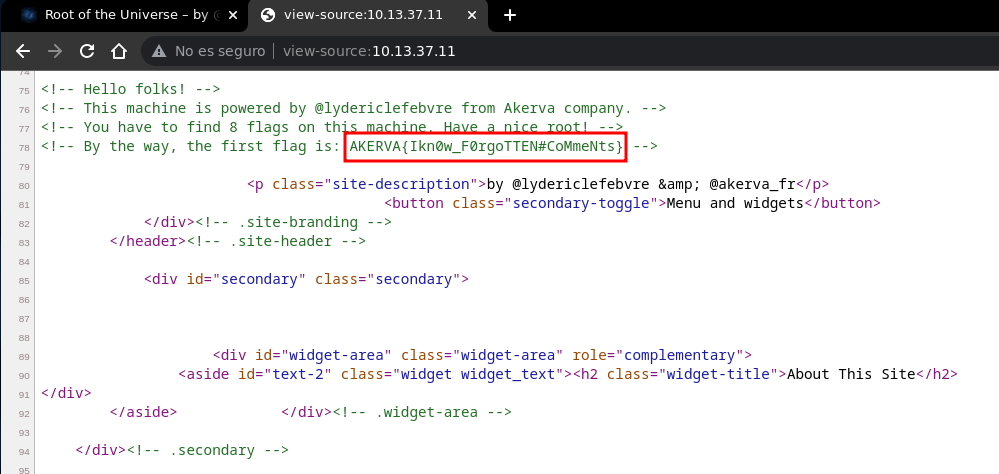 Root of the Universe – by @
view-source:10.13.37.11
No es seguro view-source:10.13.37.11
74
75 <!-- Hello folks! -->
76 <!-- This machine is powered by @lydericlefebvre from Akerva company. -->
77 <!-- You have to find 8 flags on this machine. Have a nice root! -->
78 <!-- By the way, the first flag is: AKERVA{Ikn0w_F0rgoTTEN#CoMmeNts} -->
79
80 <p class="site-description">by @lydericlefebvre &amp; @akerva_fr</p>
81 <button class="secondary-toggle">Menu and widgets</button>
82 </div><!-- .site-branding -->
83 </header><!-- .site-header -->
84
85 <div id="secondary" class="secondary">
86
87
88
89 <div id="widget-area" class="widget-area" role="complementary">
90 <aside id="text-2" class="widget widget_text"><h2 class="widget-title">About This Site</h2>
91 </div>
92 </aside> </div><!-- .widget-area -->
93
94 </div><!-- .secondary -->
95